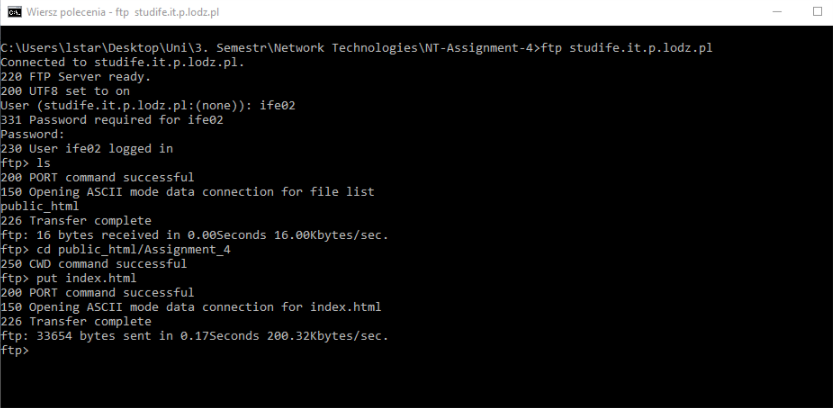 Wiersz polecenia - ftp studife.it.p.lodz.pl
C:\Users\lstar\Desktop\Uni\3. Semestr\Network Technologies\NT-Assignment-4>ftp studife.it.p.lodz.pl
Connected to studife.it.p.lodz.pl.
220 FTP Server ready.
200 UTF8 set to on
User (studife.it.p.lodz.pl:(none)): ife02
331 Password required for ife02
Password:
230 User ife02 logged in
ftp> ls
200 PORT command successful
150 Opening ASCII mode data connection for file list
public_html
226 Transfer complete
ftp: 16 bytes received in 0.00Seconds 16.00Kbytes/sec.
ftp> cd public_html/Assignment_4
250 CWD command successful
ftp> put index.html
200 PORT command successful
150 Opening ASCII mode data connection for index.html
226 Transfer complete
ftp: 33654 bytes sent in 0.17Seconds 200.32Kbytes/sec.
ftp>